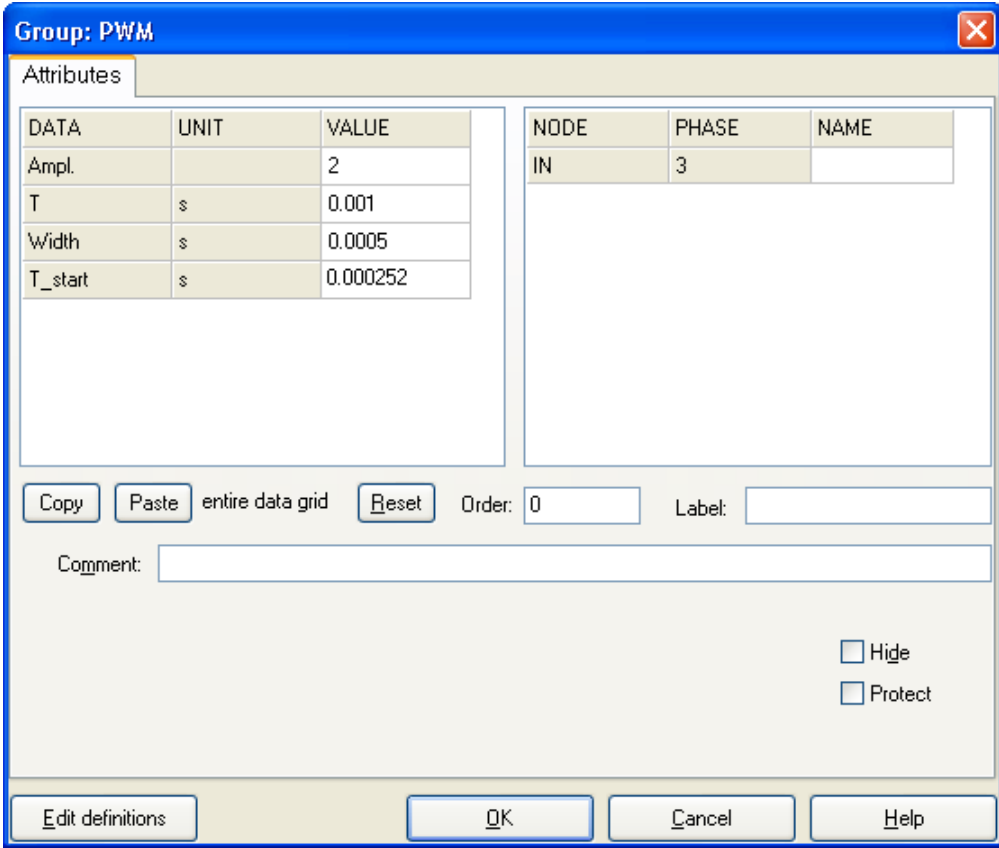 Group: PWM
Attributes
DATA UNIT VALUE
Ampl. 2
T s 0.001
Width s 0.0005
T_start s 0.000252
NODE PHASE NAME
IN 3
Copy Paste entire data grid Reset Order: 0 Label:
Comment:
Hide
Protect
Edit definitions OK Cancel Help